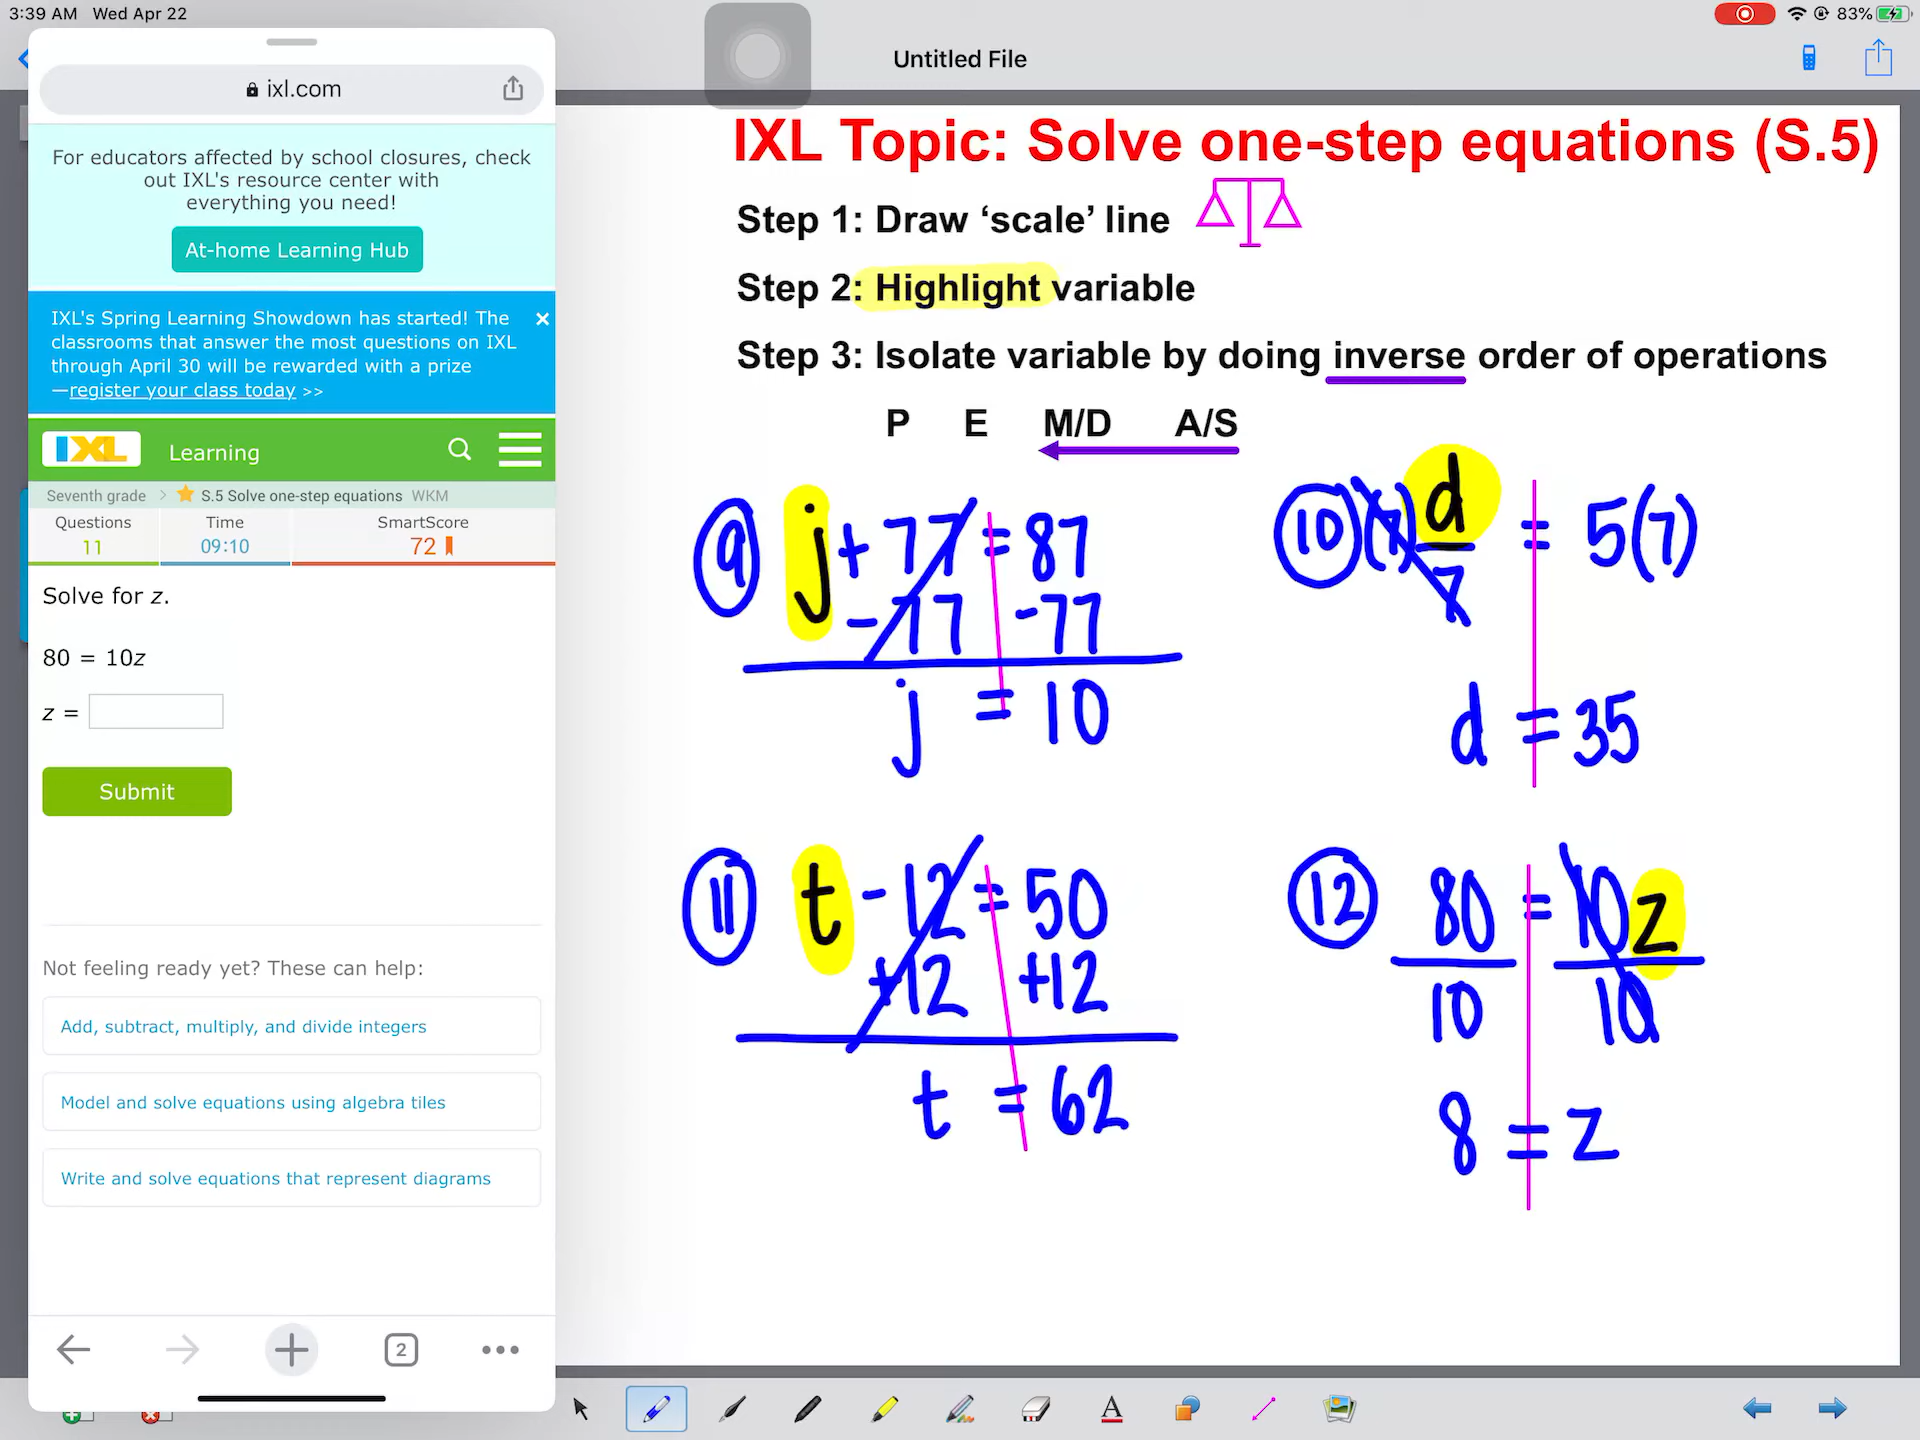 3:39 AM Wed Apr 22
83%
ixl.com
Untitled File
For educators affected by school closures, check
out IXL's resource center with
everything you need!
At-home Learning Hub
IXL's Spring Learning Showdown has started! The
classrooms that answer the most questions on IXL
through April 30 will be rewarded with a prize
—register your class today >>
IXL Learning
Seventh grade > S.5 Solve one-step equations WKM
Questions Time SmartScore
11 09:10 72
Solve for z.
80 = 10z
z =
Submit
Not feeling ready yet? These can help:
Add, subtract, multiply, and divide integers
Model and solve equations using algebra tiles
Write and solve equations that represent diagrams
2
IXL Topic: Solve one-step equations (S.5)
Step 1: Draw ‘scale’ line
Step 2: Highlight variable
Step 3: Isolate variable by doing inverse order of operations
P E M/D A/S
9 j + 77 = 87
-77 -77
j = 10
10 (7) d = 5(7)
7
d = 35
11 t - 12 = 50
+12 +12
t = 62
12 80 = 10z
10 10
8 = z
A